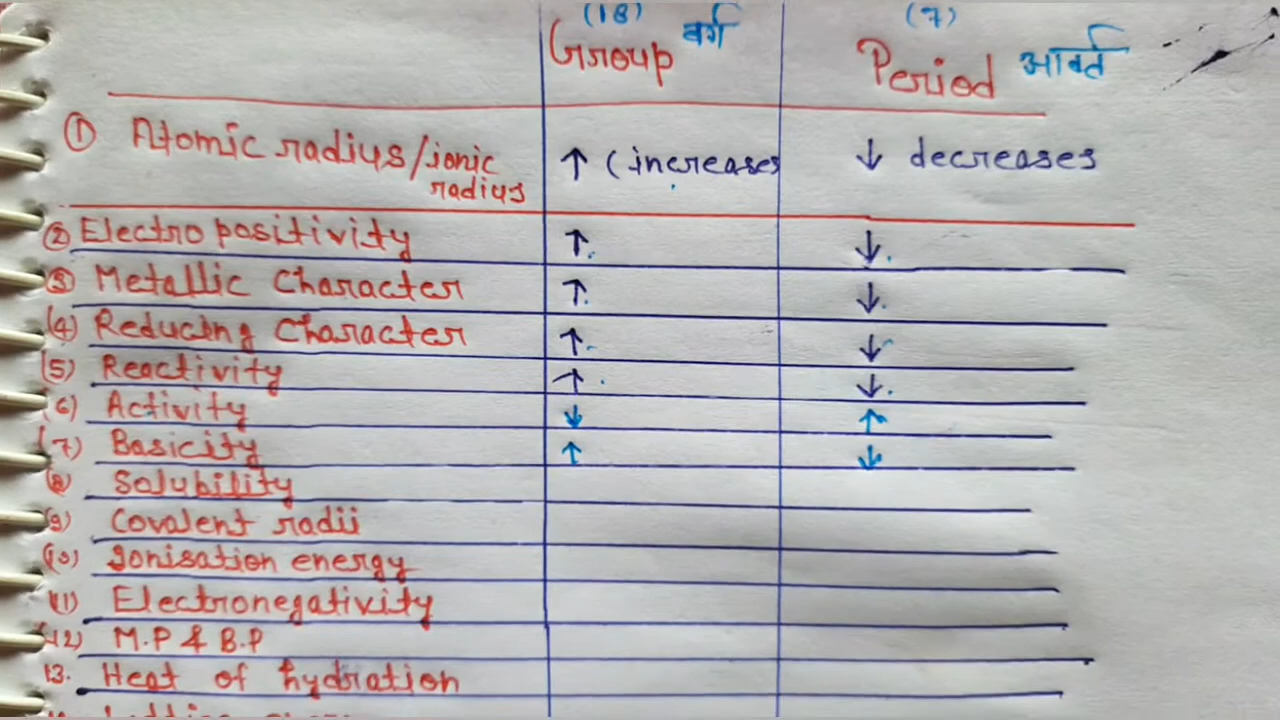 (18) (7)
Group वर्ग Period आवर्त
① Atomic radius/ionic radius ↑ (increases ↓ decreases
② Electro positivity ↑ ↓
③ Metallic Character ↑ ↓
(4) Reducing Character ↑ ↓
(5) Reactivity ↑ ↓
(6) Activity ↓ ↑
(7) Basicity ↑ ↓
(8) Solubility
(9) Covalent radii
(10) Ionisation energy
(11) Electronegativity
(12) M.P & B.P
13. Heat of hydration